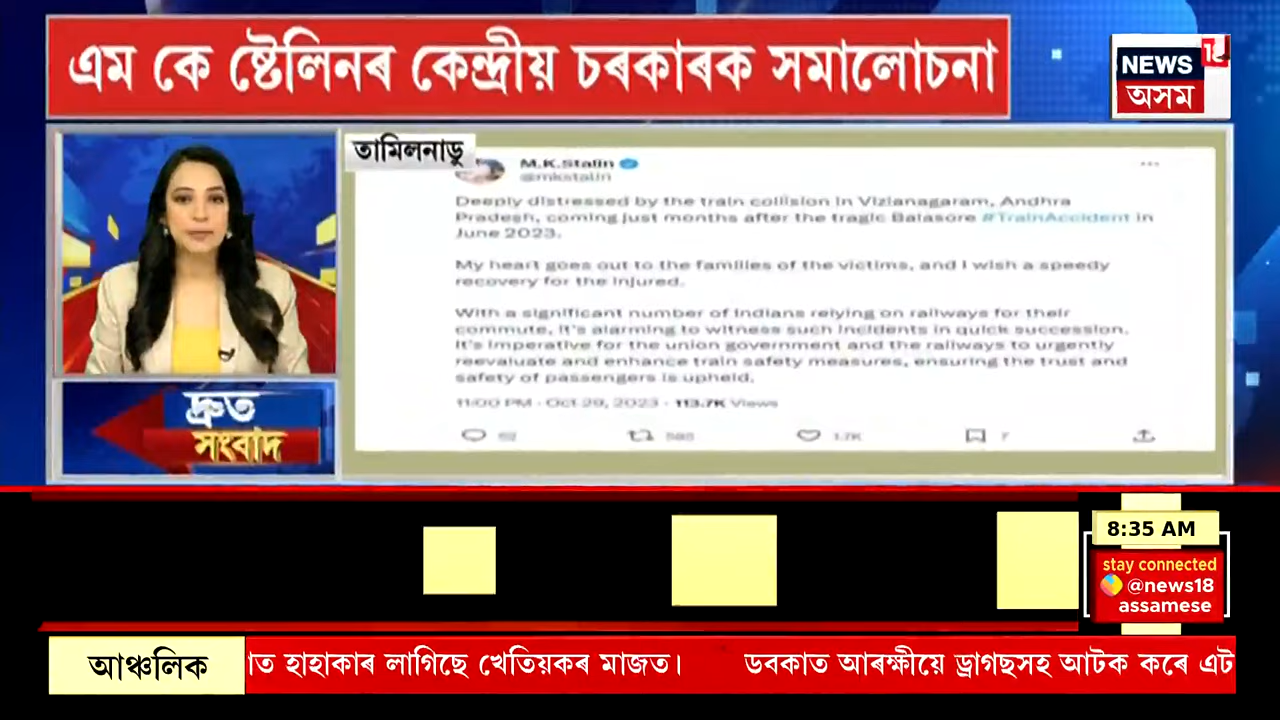 এম কে ষ্টেলিনৰ কেন্দ্ৰীয় চৰকাৰক সমালোচনা
NEWS 18
অসম
তামিলনাডু
M.K.Stalin
@mkstalin
Deeply distressed by the train collision in Vizianagaram, Andhra
Pradesh, coming just months after the tragic Balasore #TrainAccident in
June 2023.
My heart goes out to the families of the victims, and I wish a speedy
recovery for the injured.
With a significant number of Indians relying on railways for their
commute, it's alarming to witness such incidents in quick succession.
It's imperative for the union government and the railways to urgently
reevaluate and enhance train safety measures, ensuring the trust and
safety of passengers is upheld.
11:00 PM · Oct 29, 2023 · 113.7K Views
1.7K 7
দ্ৰুত
সংবাদ
8:35 AM
stay connected
@news18
assamese
আঞ্চলিক
াত হাহাকাৰ লাগিছে খেতিয়কৰ মাজত। ডবকাত আৰক্ষীয়ে ড্ৰাগছসহ আটক কৰে এট